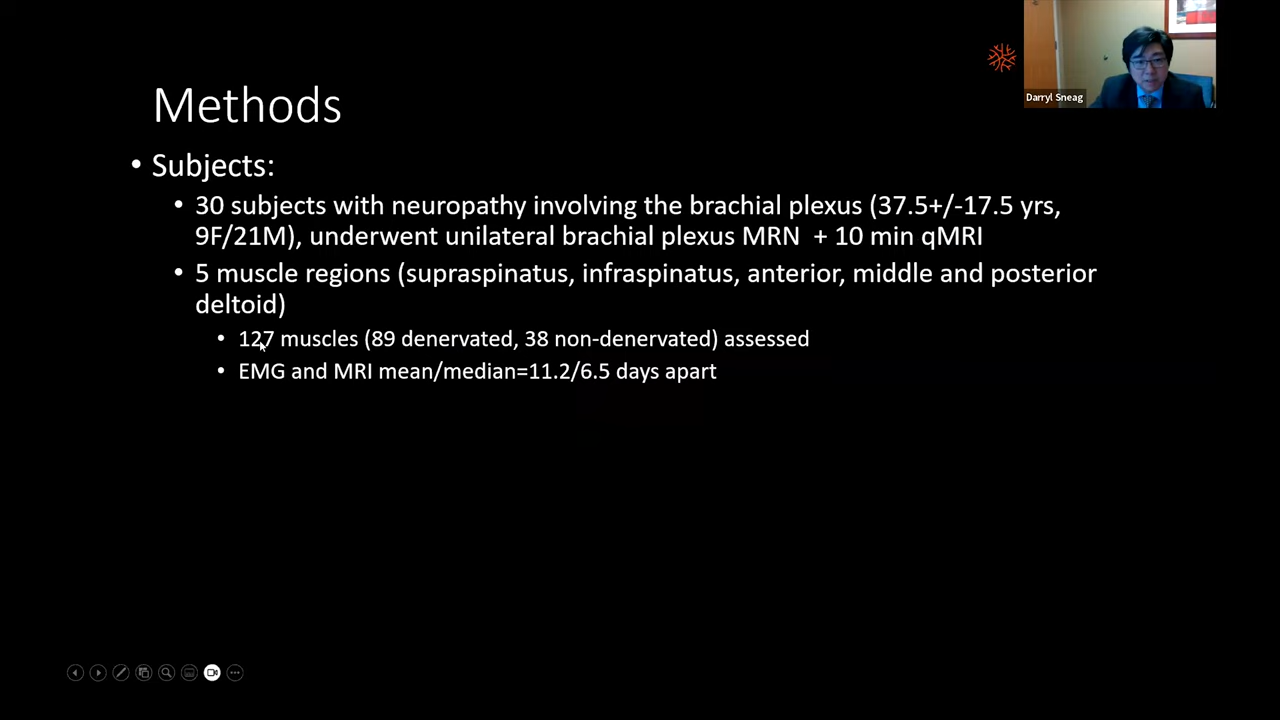 Darryl Sneag
Methods
• Subjects:
• 30 subjects with neuropathy involving the brachial plexus (37.5+/-17.5 yrs,
9F/21M), underwent unilateral brachial plexus MRN + 10 min qMRI
• 5 muscle regions (supraspinatus, infraspinatus, anterior, middle and posterior
deltoid)
• 127 muscles (89 denervated, 38 non-denervated) assessed
• EMG and MRI mean/median=11.2/6.5 days apart